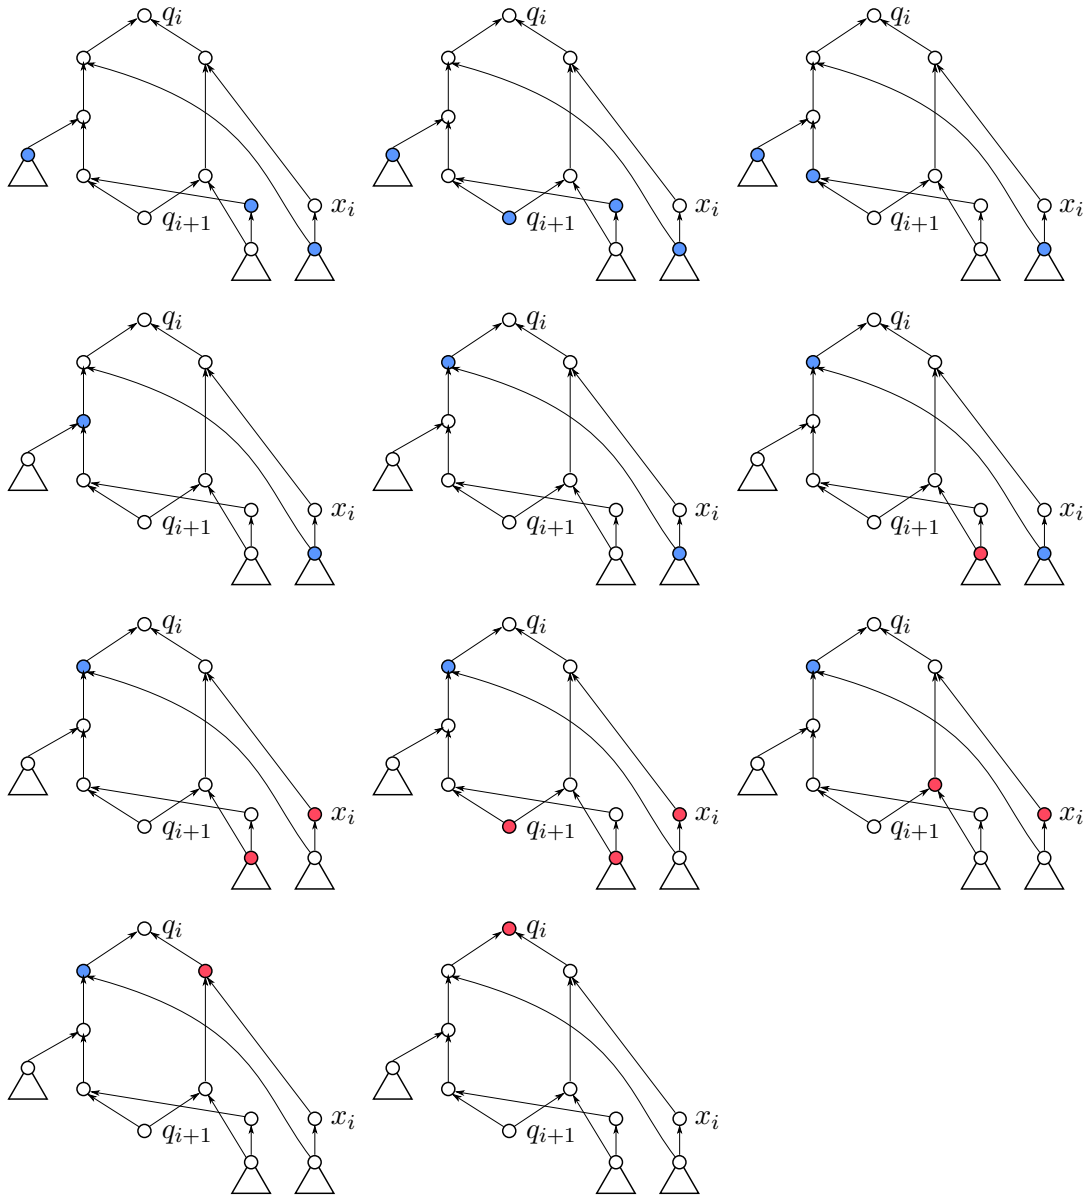 q_i q_i q_i
x_i x_i x_i
q_{i+1} q_{i+1} q_{i+1}
q_i q_i q_i
x_i x_i x_i
q_{i+1} q_{i+1} q_{i+1}
q_i q_i q_i
x_i x_i x_i
q_{i+1} q_{i+1} q_{i+1}
q_i q_i
x_i x_i
q_{i+1} q_{i+1}